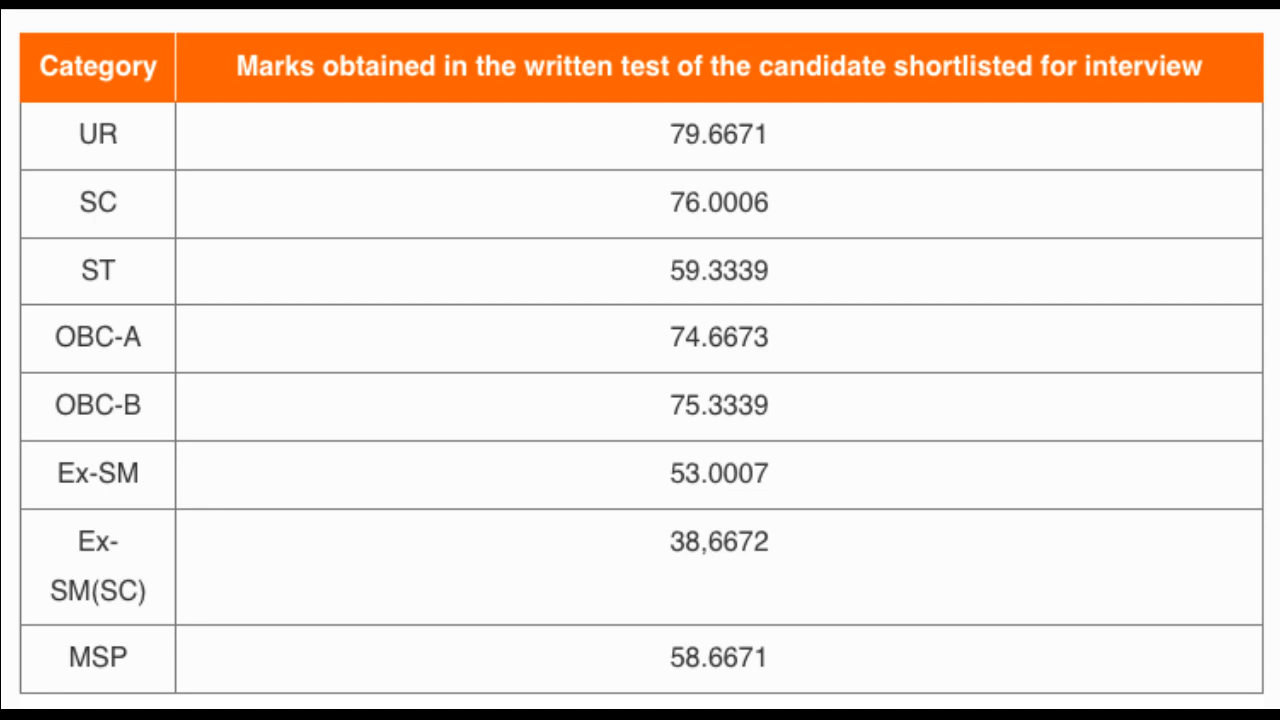 Category Marks obtained in the written test of the candidate shortlisted for interview
UR 79.6671
SC 76.0006
ST 59.3339
OBC-A 74.6673
OBC-B 75.3339
Ex-SM 53.0007
Ex- 38,6672
SM(SC)
MSP 58.6671